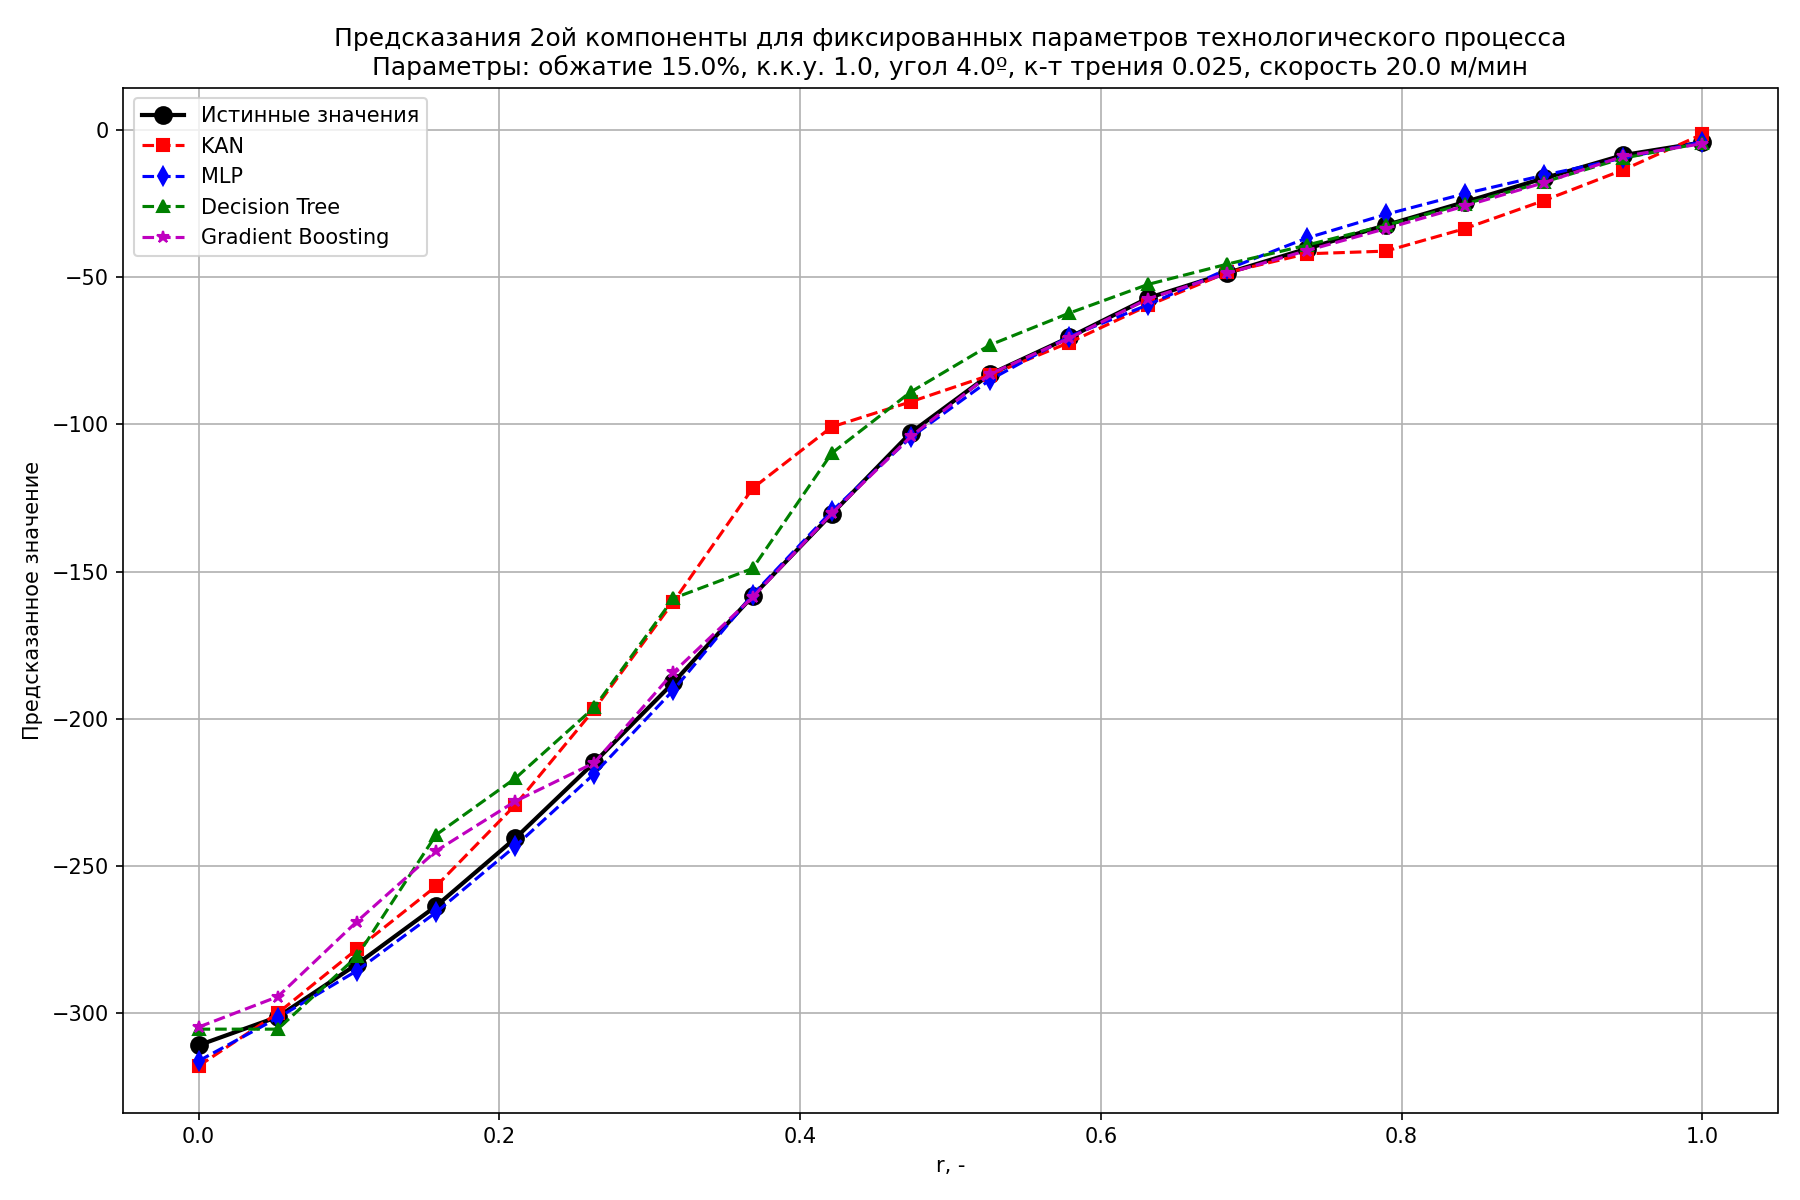 Предсказания 2ой компоненты для фиксированных параметров технологического процесса
Параметры: обжатие 15.0%, к.к.у. 1.0, угол 4.0º, к-т трения 0.025, скорость 20.0 м/мин
Истинные значения
KAN
MLP
Decision Tree
Gradient Boosting
Предсказанное значение
0
−50
−100
−150
−200
−250
−300
0.0
0.2
0.4
0.6
0.8
1.0
r, -